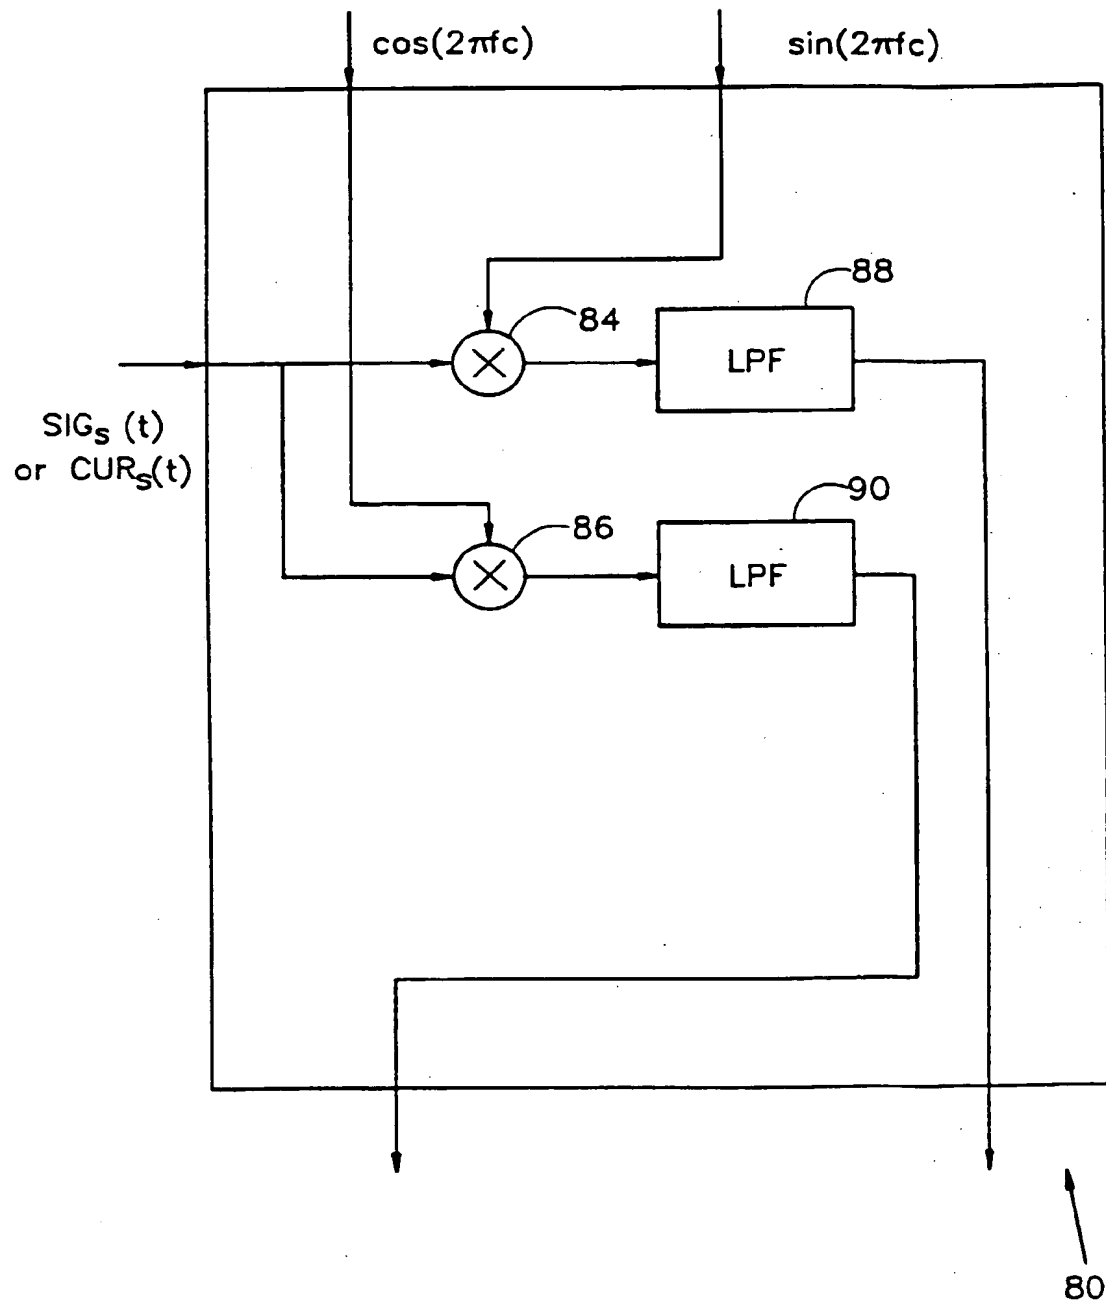 cos(2πfc)
sin(2πfc)
88
84
LPF
SIGs (t)
or CURs(t)
90
86
LPF
80